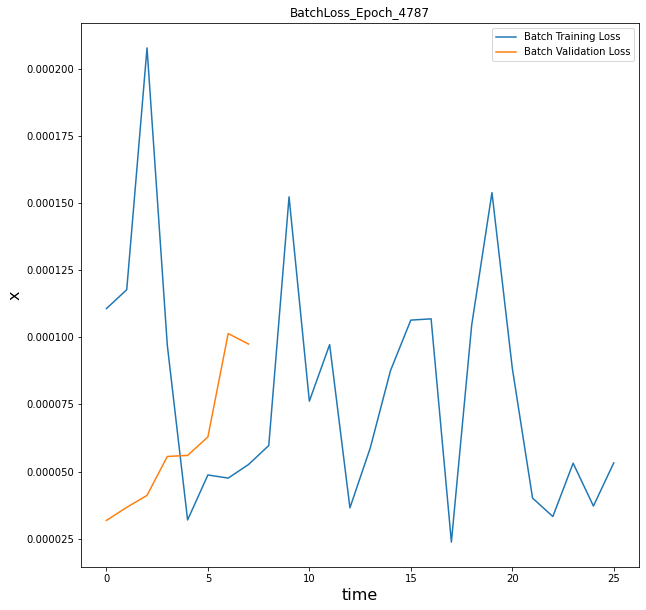 BatchLoss_Epoch_4787
Batch Training Loss
Batch Validation Loss
0.000200
0.000175
0.000150
0.000125
0.000100
0.000075
0.000050
0.000025
x
0 5 10 15 20 25
time